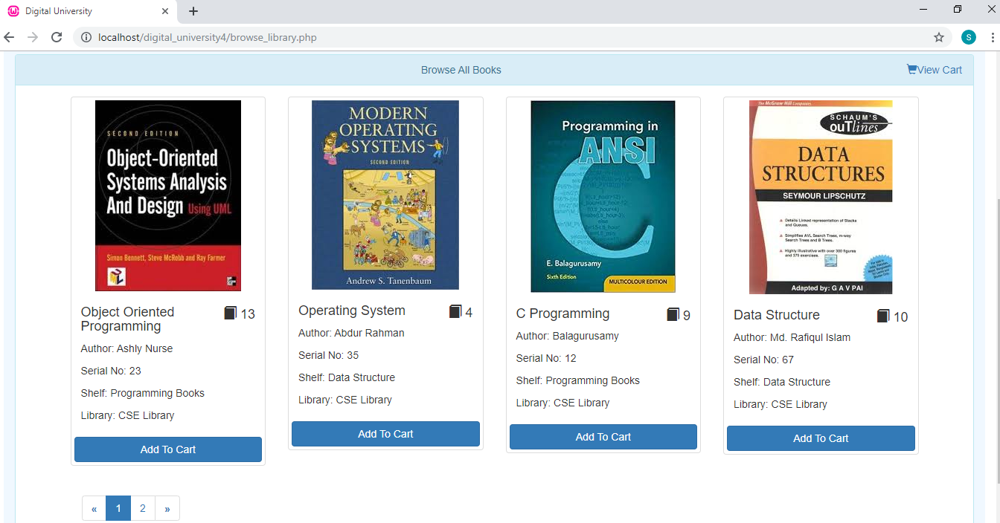 Digital University
localhost/digital_university4/browse_library.php
S
Browse All Books
View Cart
SECOND EDITION
Object-Oriented
Systems Analysis
And Design Using UML
Simon Bennett, Steve McRobb and Ray Farmer
Object Oriented
Programming
13
Author: Ashly Nurse
Serial No: 23
Shelf: Programming Books
Library: CSE Library
Add To Cart
MODERN
OPERATING
SYSTEMS
SECOND EDITION
Andrew S. Tanenbaum
Operating System
4
Author: Abdur Rahman
Serial No: 35
Shelf: Data Structure
Library: CSE Library
Add To Cart
Programming in
ANSI
C
E. Balagurusamy
Sixth Edition
MULTICOLOUR EDITION
C Programming
9
Author: Balagurusamy
Serial No: 12
Shelf: Programming Books
Library: CSE Library
Add To Cart
The McGraw-Hill Companies
SCHAUM'S
ouTlines
DATA
STRUCTURES
SEYMOUR LIPSCHUTZ
Details Linked representation of Stacks
and Queues.
Simplifies AVL Search Trees, m-way
Search Trees and B Trees.
Highly illustrative with over 300 figures
and 375 exercises.
Adapted by: G A V PAI
Data Structure
10
Author: Md. Rafiqul Islam
Serial No: 67
Shelf: Data Structure
Library: CSE Library
Add To Cart
« 1 2 »